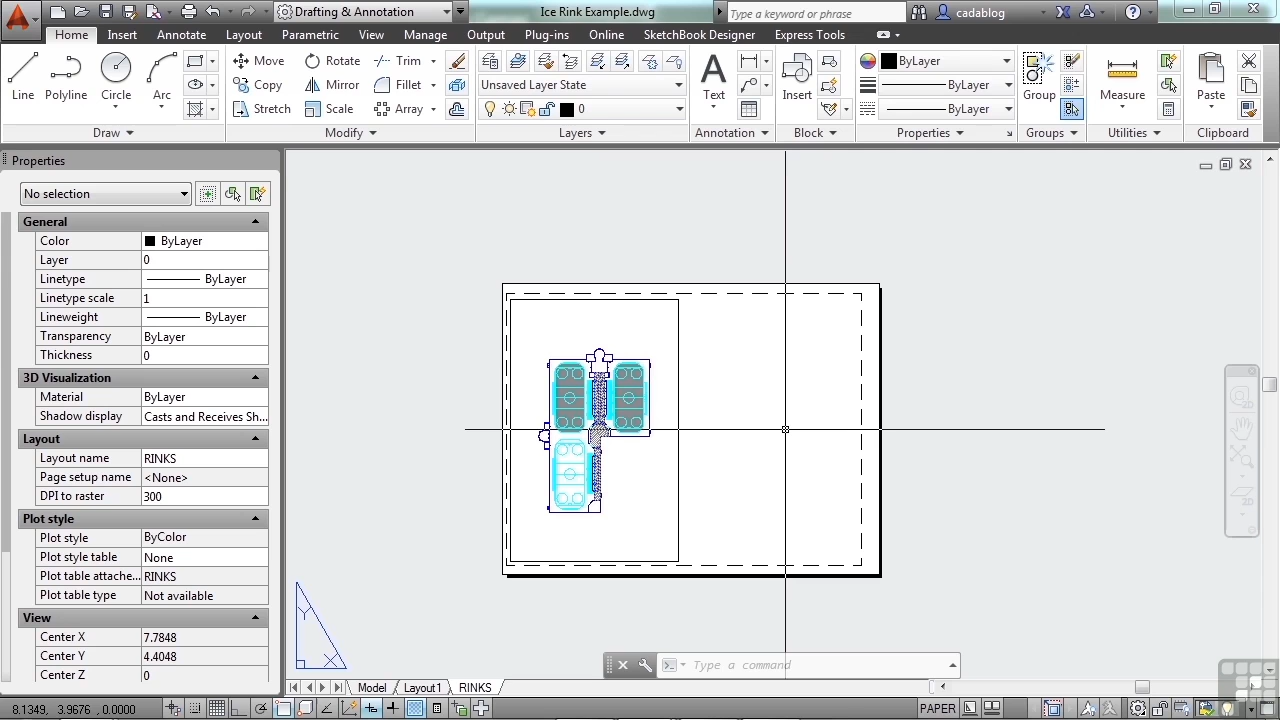 Drafting & Annotation
Ice Rink Example.dwg
Type a keyword or phrase
cadablog
Home Insert Annotate Layout Parametric View Manage Output Plug-ins Online SketchBook Designer Express Tools
Line Polyline Circle Arc
Move Rotate Trim
Copy Mirror Fillet
Stretch Scale Array
Unsaved Layer State
0
Text Insert
ByLayer
ByLayer
ByLayer
Group Measure Paste
Draw Modify Layers Annotation Block Properties Groups Utilities Clipboard
Properties
No selection
General
Color ByLayer
Layer 0
Linetype ByLayer
Linetype scale 1
Lineweight ByLayer
Transparency ByLayer
Thickness 0
3D Visualization
Material ByLayer
Shadow display Casts and Receives Sh...
Layout
Layout name RINKS
Page setup name <None>
DPI to raster 300
Plot style
Plot style ByColor
Plot style table None
Plot table attache... RINKS
Plot table type Not available
View
Center X 7.7848
Center Y 4.4048
Center Z 0
Y
X
2D
Type a command
Model Layout1 RINKS
8.1349, 3.9676 , 0.0000
PAPER